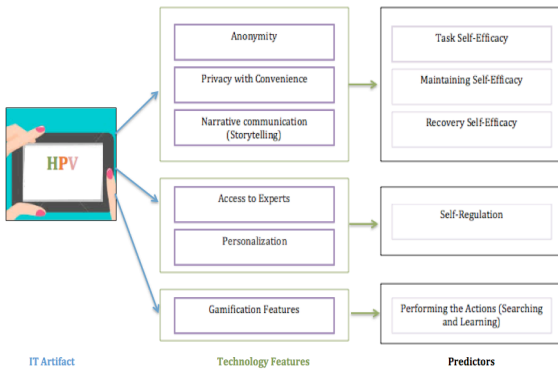 Anonymity
Privacy with Convenience
Narrative communication
(Storytelling)
Task Self-Efficacy
Maintaining Self-Efficacy
Recovery Self-Efficacy
HPV
Access to Experts
Personalization
Self-Regulation
Gamification Features
Performing the Actions (Searching
and Learning)
IT Artifact
Technology Features
Predictors